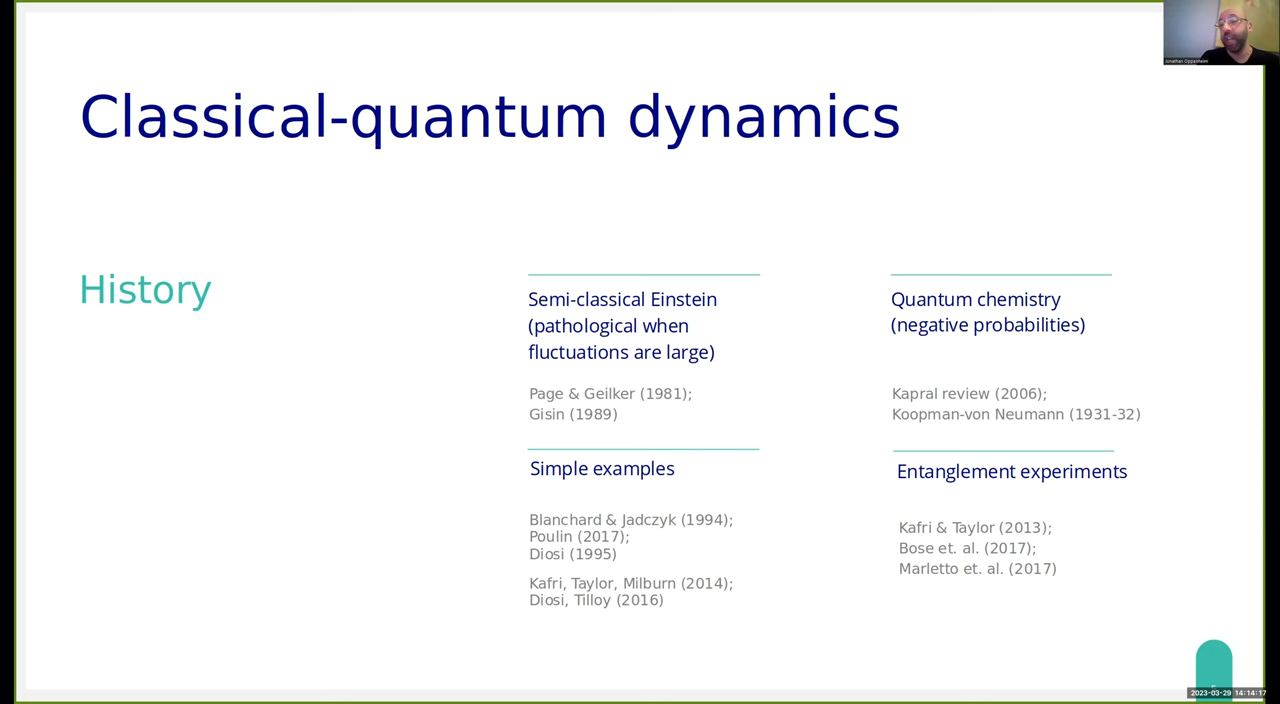 Jonathan Oppenheim
Classical-quantum dynamics
History
Semi-classical Einstein
(pathological when
fluctuations are large)
Page & Geilker (1981);
Gisin (1989)
Quantum chemistry
(negative probabilities)
Kapral review (2006);
Koopman-von Neumann (1931-32)
Simple examples
Blanchard & Jadczyk (1994);
Poulin (2017);
Diosi (1995)
Kafri, Taylor, Milburn (2014);
Diosi, Tilloy (2016)
Entanglement experiments
Kafri & Taylor (2013);
Bose et. al. (2017);
Marletto et. al. (2017)
2023-03-29 14:14:17